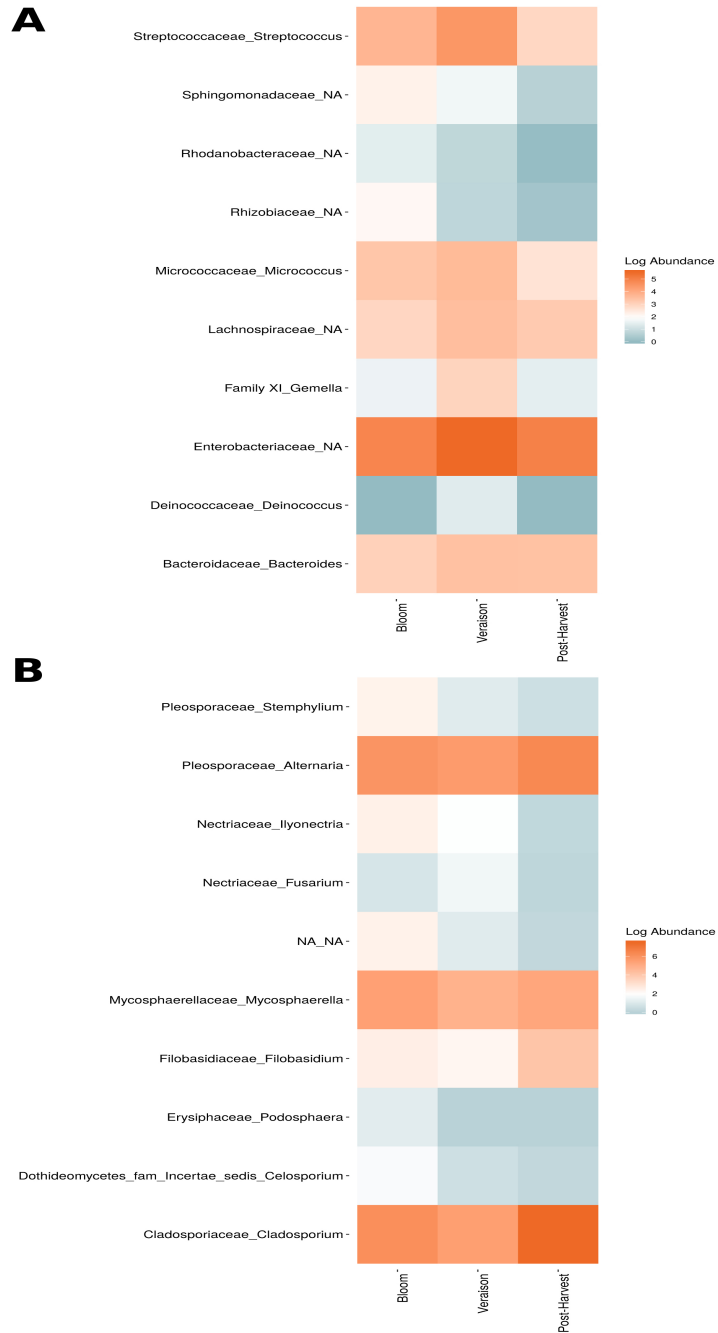 A
Streptococcaceae_Streptococcus
Sphingomonadaceae_NA
Rhodanobacteraceae_NA
Rhizobiaceae_NA
Micrococcaceae_Micrococcus
Lachnospiraceae_NA
Family XI_Gemella
Enterobacteriaceae_NA
Deinococcaceae_Deinococcus
Bacteroidaceae_Bacteroides
Bloom
Veraison
Post-Harvest
Log Abundance
5
4
3
2
1
0
B
Pleosporaceae_Stemphylium
Pleosporaceae_Alternaria
Nectriaceae_Ilyonectria
Nectriaceae_Fusarium
NA_NA
Mycosphaerellaceae_Mycosphaerella
Filobasidiaceae_Filobasidium
Erysiphaceae_Podosphaera
Dothideomycetes_fam_Incertae_sedis_Celosporium
Cladosporiaceae_Cladosporium
Bloom
Veraison
Post-Harvest
Log Abundance
6
4
2
0